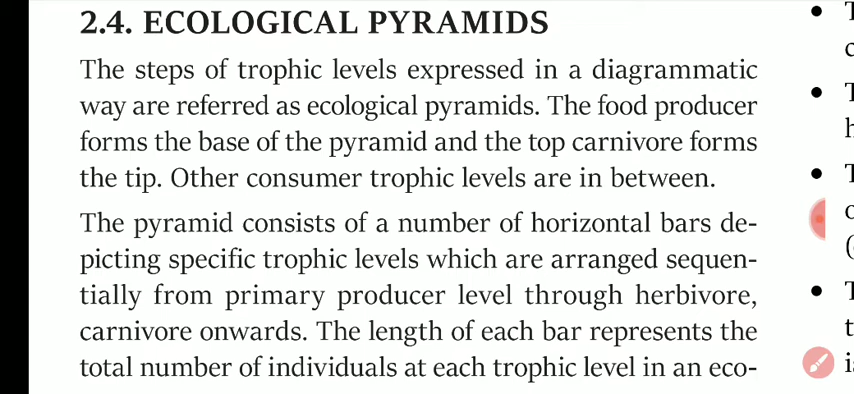 2.4. ECOLOGICAL PYRAMIDS
The steps of trophic levels expressed in a diagrammatic
way are referred as ecological pyramids. The food producer
forms the base of the pyramid and the top carnivore forms
the tip. Other consumer trophic levels are in between.
The pyramid consists of a number of horizontal bars de-
picting specific trophic levels which are arranged sequen-
tially from primary producer level through herbivore,
carnivore onwards. The length of each bar represents the
total number of individuals at each trophic level in an eco-